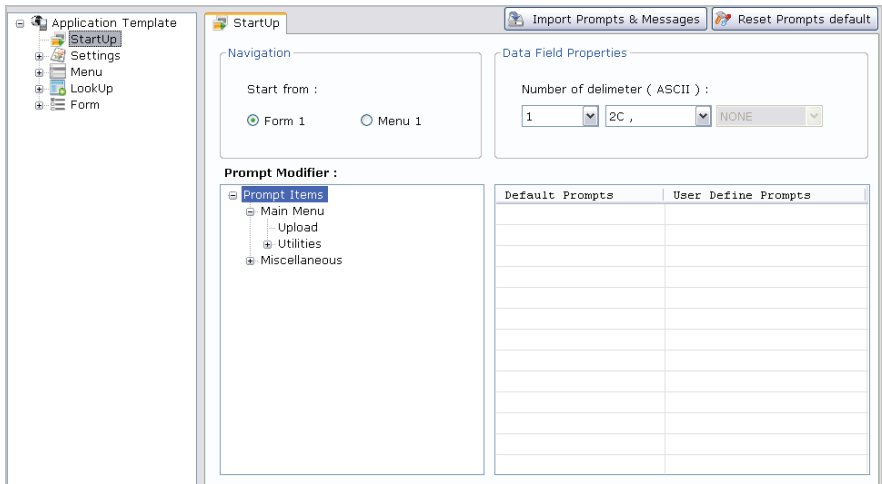 Application Template
StartUp
Settings
Menu
LookUp
Form
StartUp
Import Prompts & Messages
Reset Prompts default
Navigation
Start from :
Form 1
Menu 1
Data Field Properties
Number of delimeter ( ASCII ) :
1
2C ,
NONE
Prompt Modifier :
Prompt Items
Main Menu
Upload
Utilities
Miscellaneous
Default Prompts
User Define Prompts